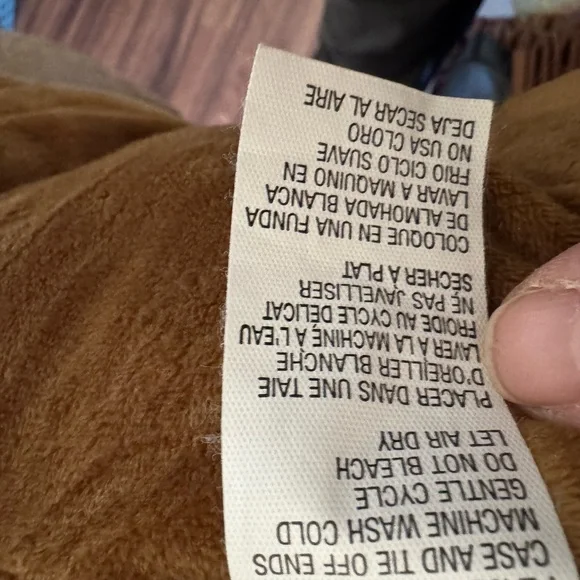 CASE AND TIE OFF ENDS
MACHINE WASH COLD
GENTLE CYCLE
DO NOT BLEACH
LET AIR DRY
PLACER DANS UNE TAIE
D'OREILLER BLANCHE
LAVER À LA MACHINE À L'EAU
FROIDE AU CYCLE DELICAT
NE PAS JAVELLISER
SECHER À PLAT
COLOQUE EN UNA FUNDA
DE ALMOHADA BLANCA
LAVAR A MAQUINO EN
FRIO CICLO SUAVE
NO USA CLORO
DEJA SECAR AL AIRE